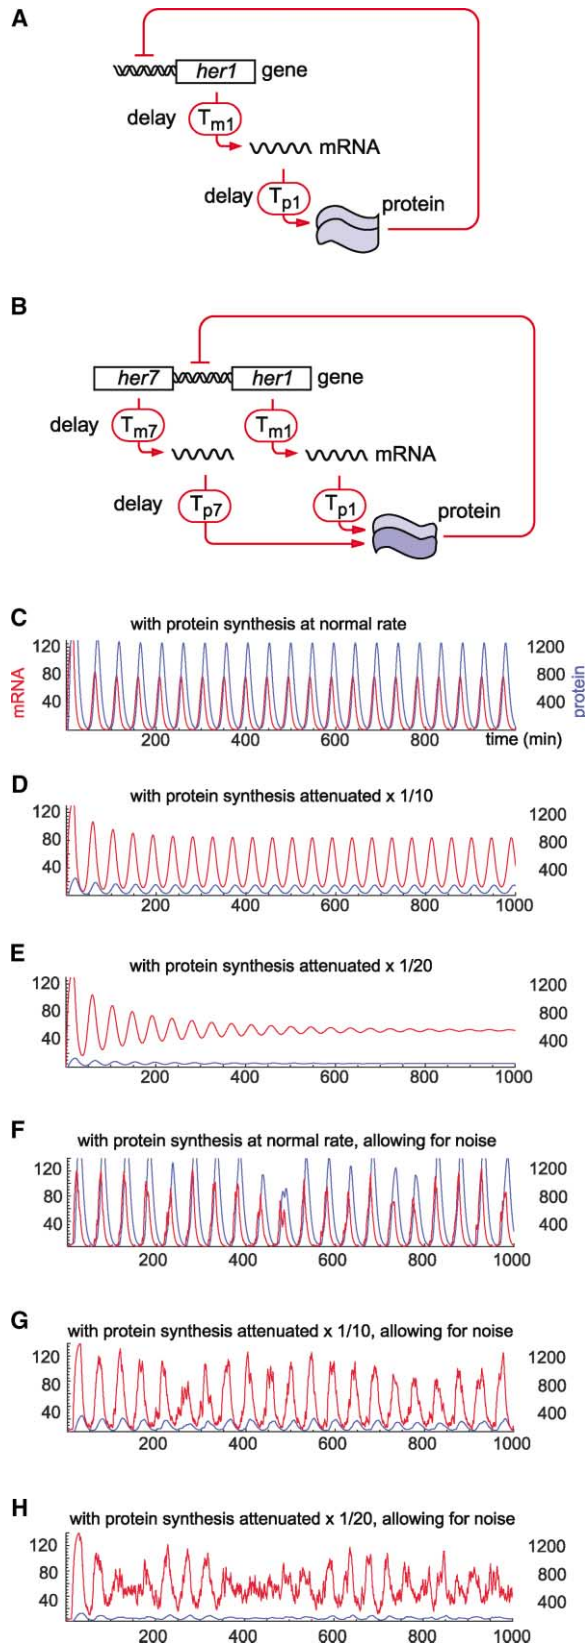 A
her1 gene
delay Tm1
mRNA
delay Tp1
protein
B
her7 her1 gene
delay Tm7 Tm1
mRNA
delay Tp7 Tp1
protein
C
with protein synthesis at normal rate
120 1200
80 800
40 400
mRNA
protein
200 400 600 800 time (min)
D
with protein synthesis attenuated x 1/10
120 1200
80 800
40 400
200 400 600 800 1000
E
with protein synthesis attenuated x 1/20
120 1200
80 800
40 400
200 400 600 800 1000
F
with protein synthesis at normal rate, allowing for noise
120 1200
80 800
40 400
200 400 600 800 1000
G
with protein synthesis attenuated x 1/10, allowing for noise
120 1200
80 800
40 400
200 400 600 800 1000
H
with protein synthesis attenuated x 1/20, allowing for noise
120 1200
80 800
40 400
200 400 600 800 1000